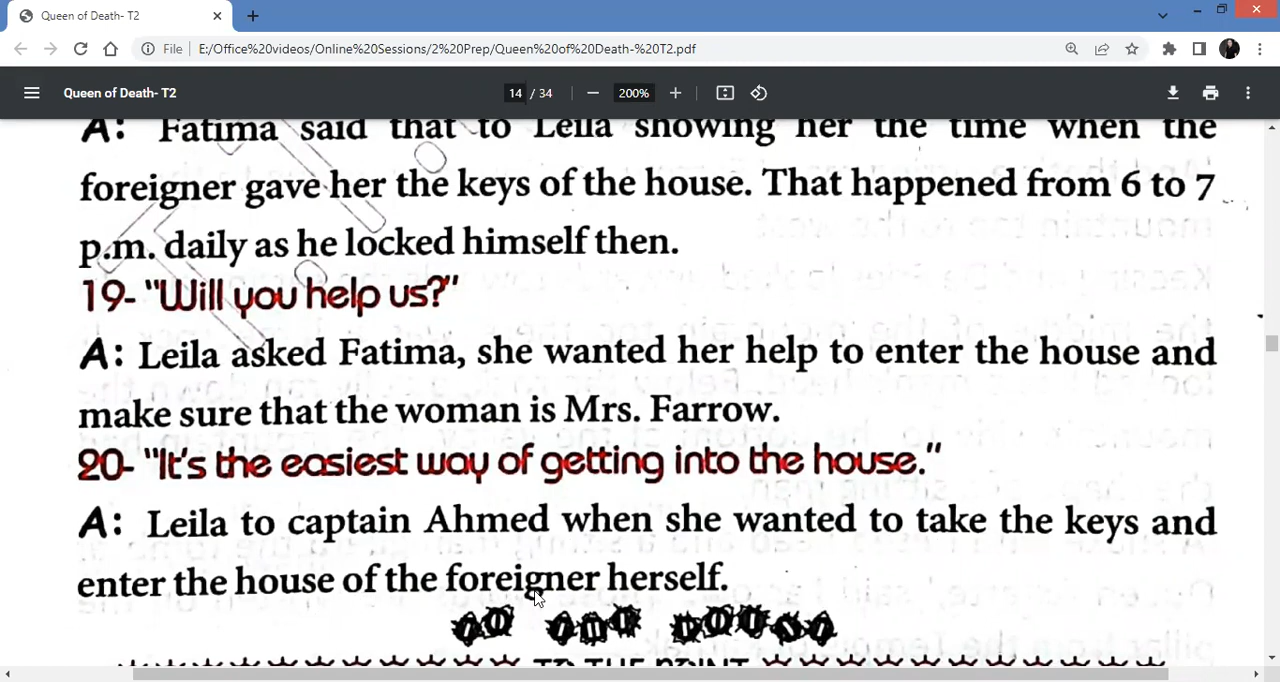 Queen of Death- T2
File
E:/Office%20videos/Online%20Sessions/2%20Prep/Queen%20of%20Death-%20T2.pdf
Queen of Death- T2
14 / 34
200%
A: Fatima said that to Leila showing her the time when the
foreigner gave her the keys of the house. That happened from 6 to 7
p.m. daily as he locked himself then.
19- "Will you help us?"
A: Leila asked Fatima, she wanted her help to enter the house and
make sure that the woman is Mrs. Farrow.
20- "It's the easiest way of getting into the house."
A: Leila to captain Ahmed when she wanted to take the keys and
enter the house of the foreigner herself.
TO THE POINT